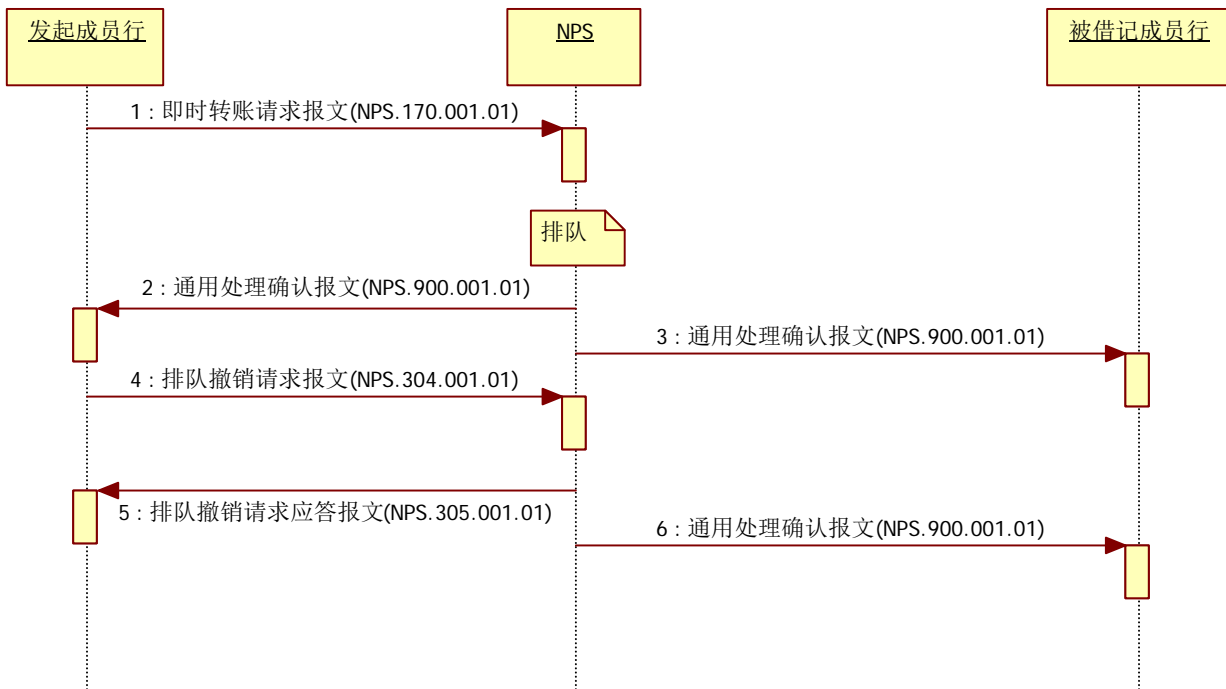 发起成员行
NPS
被借记成员行
1 : 即时转账请求报文(NPS.170.001.01)
排队
2 : 通用处理确认报文(NPS.900.001.01)
3 : 通用处理确认报文(NPS.900.001.01)
4 : 排队撤销请求报文(NPS.304.001.01)
5 : 排队撤销请求应答报文(NPS.305.001.01)
6 : 通用处理确认报文(NPS.900.001.01)